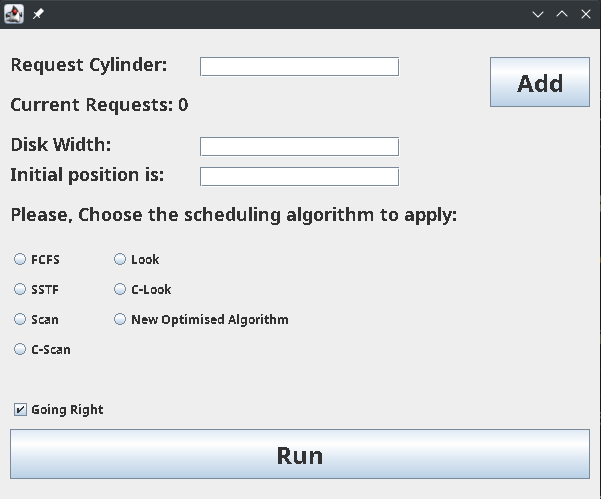 Request Cylinder:
Add
Current Requests: 0
Disk Width:
Initial position is:
Please, Choose the scheduling algorithm to apply:
FCFS
Look
SSTF
C-Look
Scan
New Optimised Algorithm
C-Scan
Going Right
Run